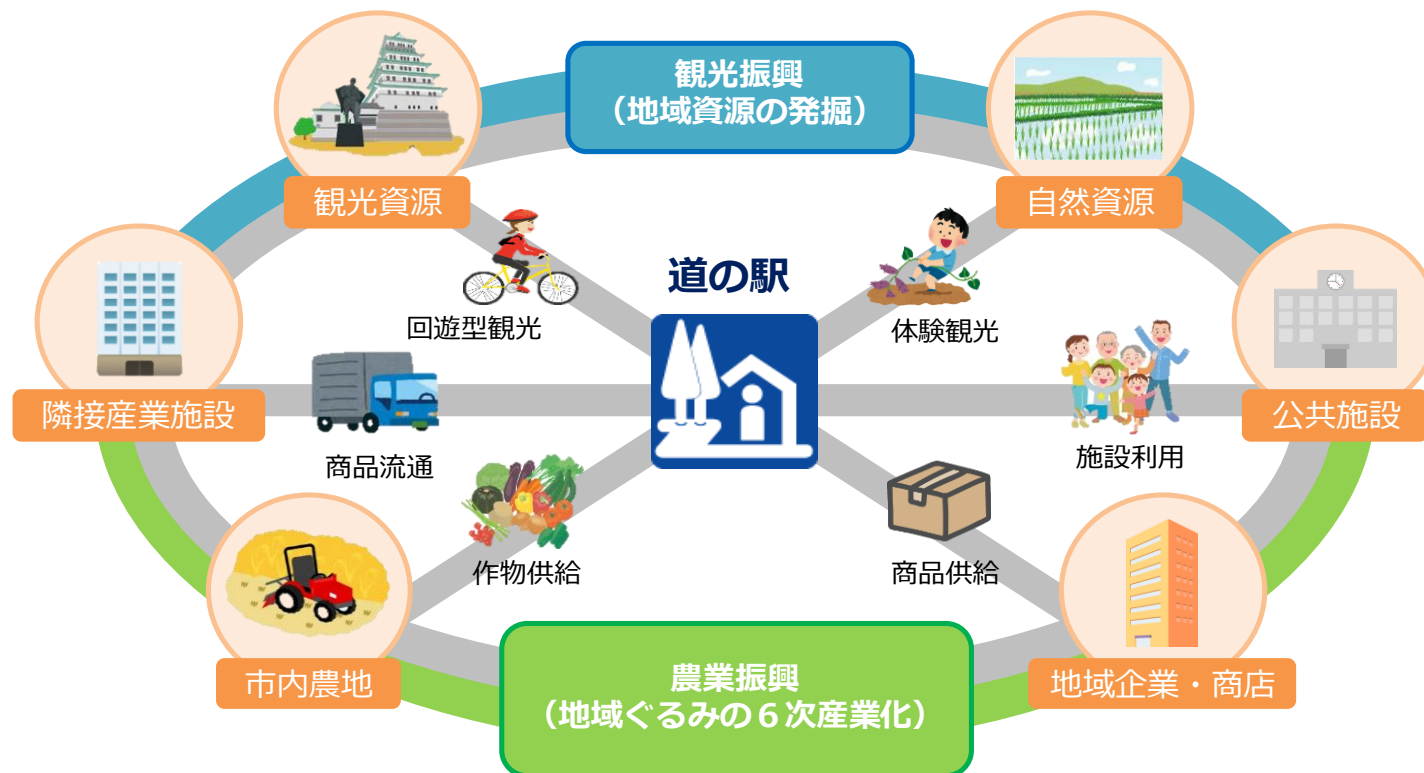 観光振興
（地域資源の発掘）
観光資源
自然資源
道の駅
回遊型観光
体験観光
隣接産業施設
公共施設
商品流通
施設利用
作物供給
商品供給
市内農地
農業振興
（地域ぐるみの６次産業化）
地域企業・商店